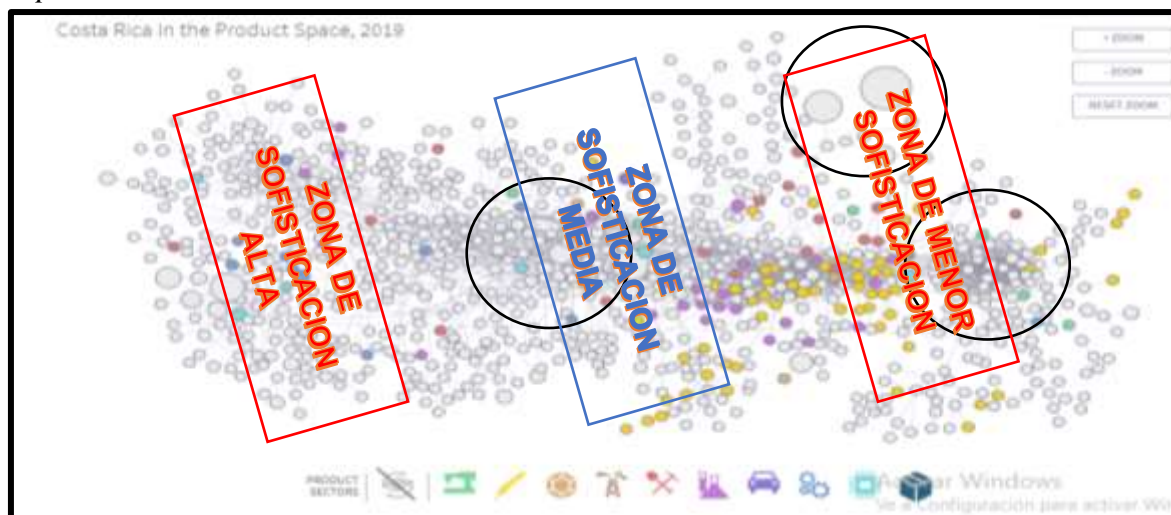 Costa Rica in the Product Space, 2019
+ ZOOM
- ZOOM
RESET ZOOM
ZONA DE
SOFISTICACION
ALTA
ZONA DE
SOFISTICACION
MEDIA
ZONA DE MENOR
SOFISTICACION
PRODUCT
SECTORS
Activar Windows
Ve a Configuración para activar Win